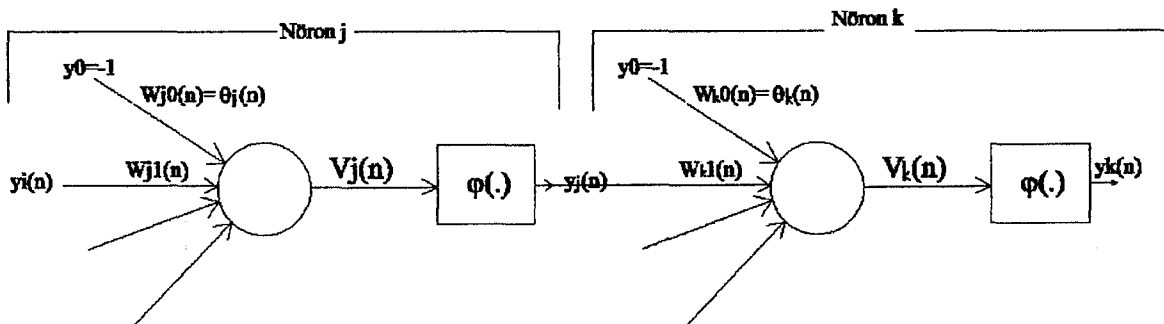 Nöron j
Nöron k
y0=-1
Wj0(n)=θj(n)
y0=-1
Wk0(n)=θk(n)
yi(n)
Wj1(n)
Vj(n)
φ(.)
yj(n)
Wk1(n)
Vk(n)
φ(.)
yk(n)